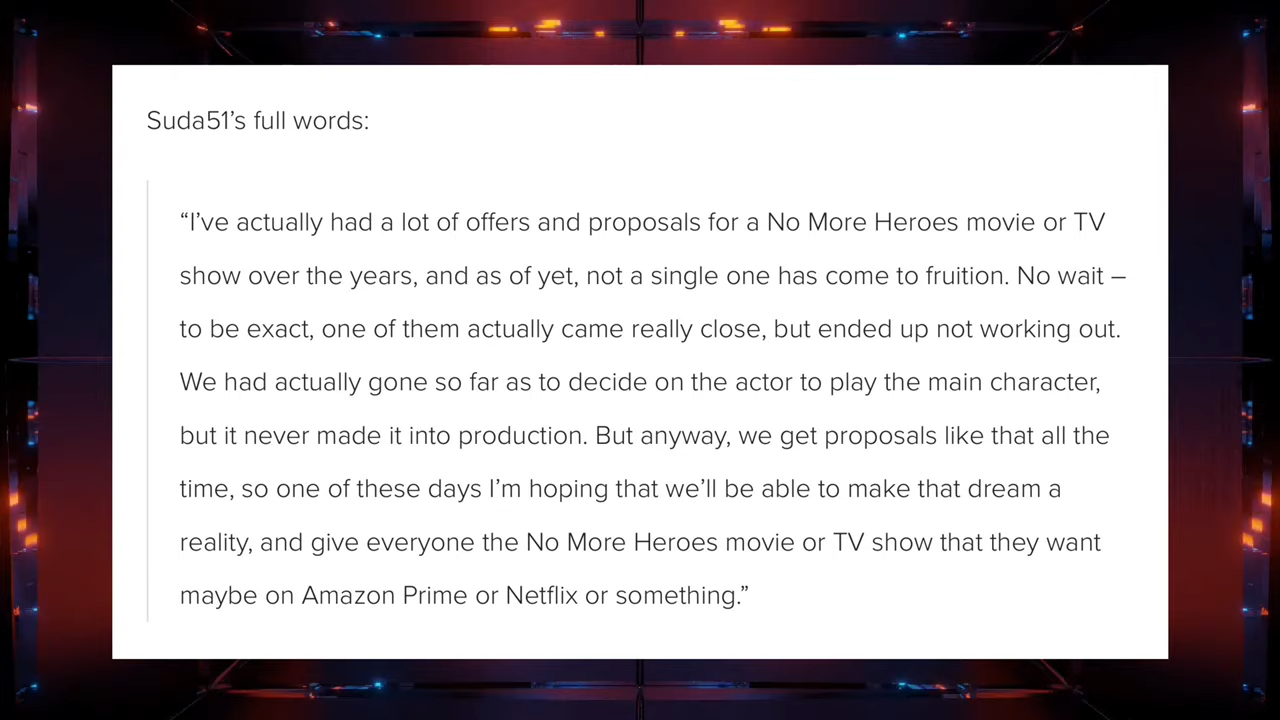 Suda51’s full words:
“I’ve actually had a lot of offers and proposals for a No More Heroes movie or TV
show over the years, and as of yet, not a single one has come to fruition. No wait –
to be exact, one of them actually came really close, but ended up not working out.
We had actually gone so far as to decide on the actor to play the main character,
but it never made it into production. But anyway, we get proposals like that all the
time, so one of these days I’m hoping that we’ll be able to make that dream a
reality, and give everyone the No More Heroes movie or TV show that they want
maybe on Amazon Prime or Netflix or something.”